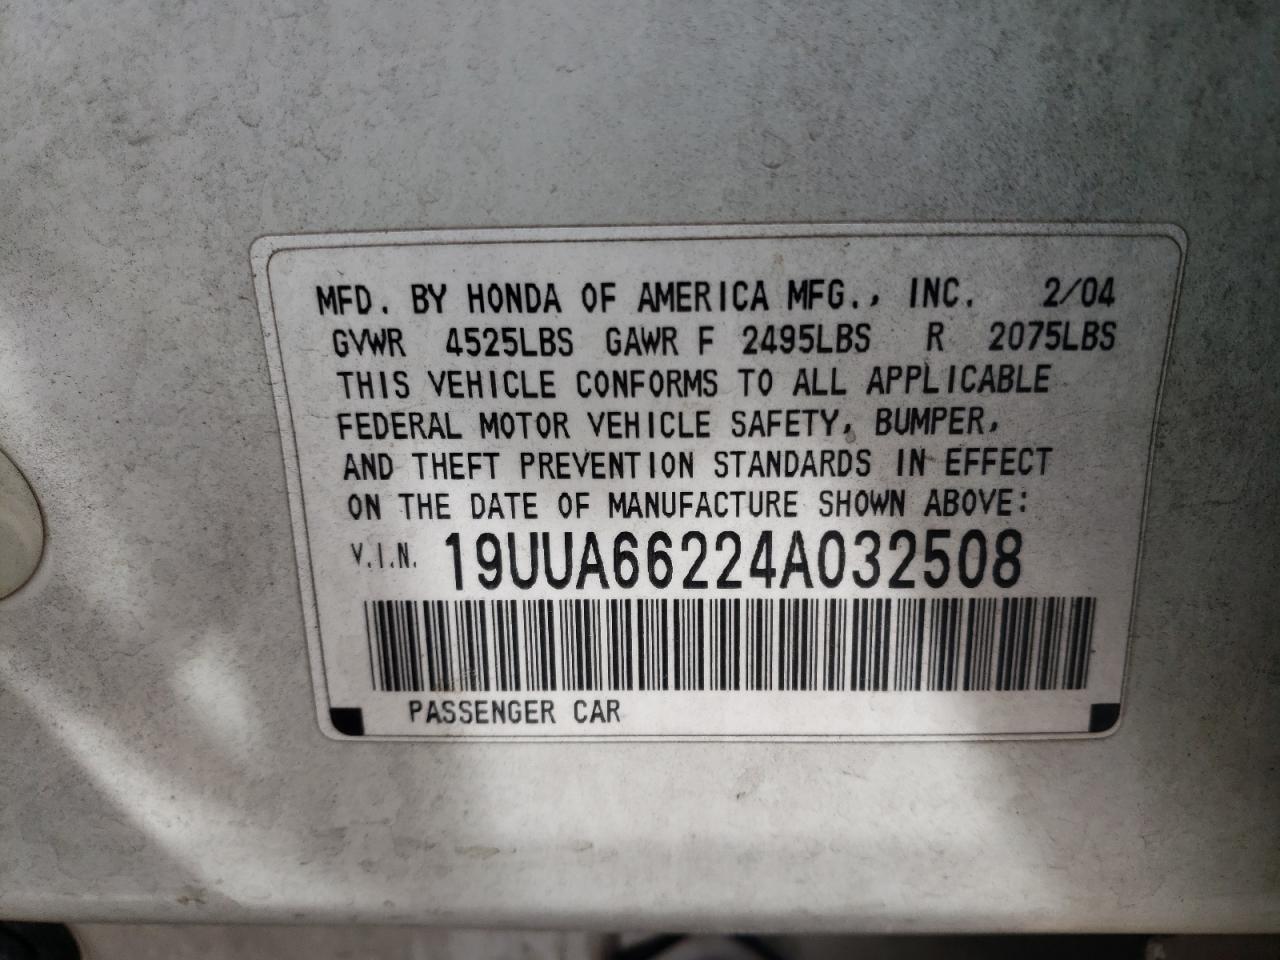 MFD. BY HONDA OF AMERICA MFG., INC. 2/04
GVWR 4525LBS GAWR F 2495LBS R 2075LBS
THIS VEHICLE CONFORMS TO ALL APPLICABLE
FEDERAL MOTOR VEHICLE SAFETY, BUMPER,
AND THEFT PREVENTION STANDARDS IN EFFECT
ON THE DATE OF MANUFACTURE SHOWN ABOVE:
V.I.N. 19UUA66224A032508
PASSENGER CAR